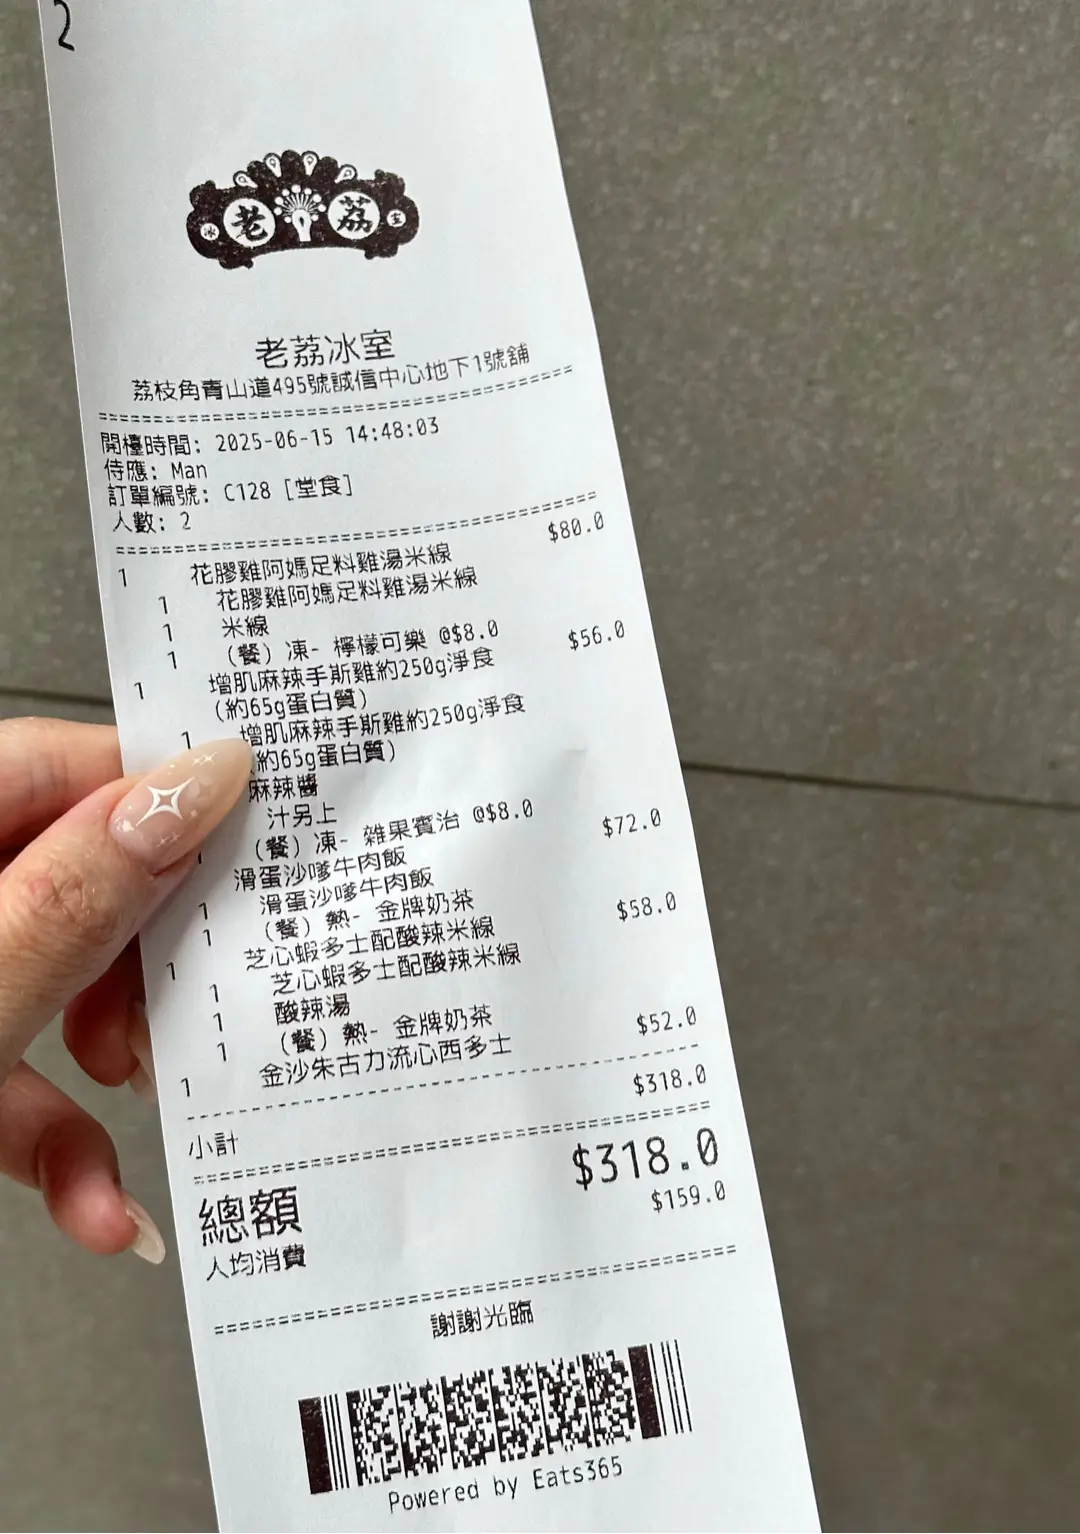 2
冰 老 荔 室
老荔冰室
荔枝角青山道495號誠信中心地下1號舖
開檯時間: 2025-06-15 14:48:03
侍應: Man
訂單編號: C128 [堂食]
人數: 2
1 花膠雞阿媽足料雞湯米線 $80.0
1 花膠雞阿媽足料雞湯米線
1 米線
1 (餐) 凍- 檸檬可樂 @$8.0
1 增肌麻辣手斯雞約250g淨食 $56.0
(約65g蛋白質)
1 增肌麻辣手斯雞約250g淨食
約65g蛋白質)
麻辣醬
汁另上
(餐) 凍- 雜果賓治 @$8.0
滑蛋沙嗲牛肉飯 $72.0
1 滑蛋沙嗲牛肉飯
1 (餐) 熱- 金牌奶茶
1 芝心蝦多士配酸辣米線 $58.0
1 芝心蝦多士配酸辣米線
1 酸辣湯
1 (餐) 熱- 金牌奶茶
1 金沙朱古力流心西多士 $52.0
小計 $318.0
總額 $318.0
人均消費 $159.0
謝謝光臨
Powered by Eats365